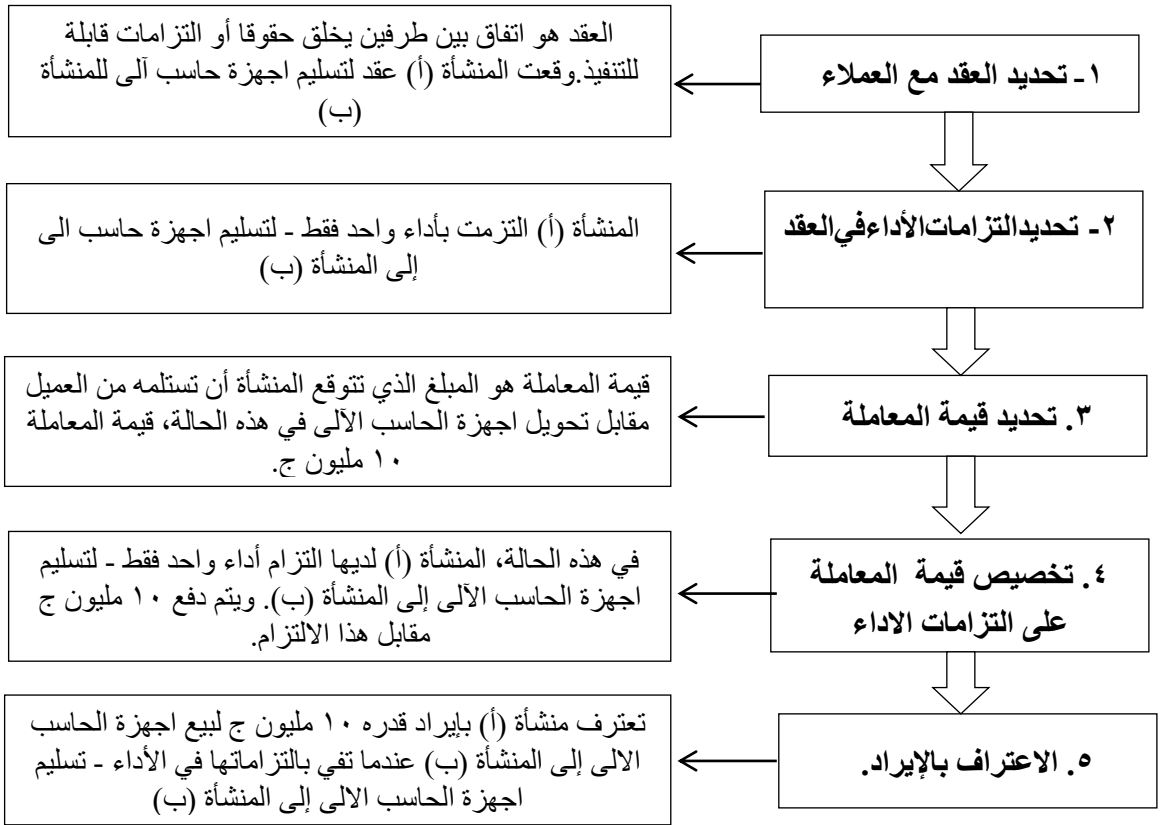 ١- تحديد العقد مع العملاء
العقد هو اتفاق بين طرفين يخلق حقوقا أو التزامات قابلة
للتنفيذ.وقعت المنشأة (أ) عقد لتسليم اجهزة حاسب آلى للمنشأة
(ب)
٢- تحديدالتزامات الأداءفي العقد
المنشأة (أ) التزمت بأداء واحد فقط - لتسليم اجهزة حاسب الى
إلى المنشأة (ب)
٣. تحديد قيمة المعاملة
قيمة المعاملة هو المبلغ الذي تتوقع المنشأة أن تستلمه من العميل
مقابل تحويل اجهزة الحاسب الآلى في هذه الحالة، قيمة المعاملة
١٠ مليون ج.
٤. تخصيص قيمة المعاملة
على التزامات الاداء
في هذه الحالة، المنشأة (أ) لديها التزام أداء واحد فقط - لتسليم
اجهزة الحاسب الآلى إلى المنشأة (ب). ويتم دفع ١٠ مليون ج
مقابل هذا الالتزام.
٥. الاعتراف بالإيراد.
تعترف منشأة (أ) بإيراد قدره ١٠ مليون ج لبيع اجهزة الحاسب
الالى إلى المنشأة (ب) عندما تفي بالتزاماتها في الأداء - تسليم
اجهزة الحاسب الالى إلى المنشأة (ب)